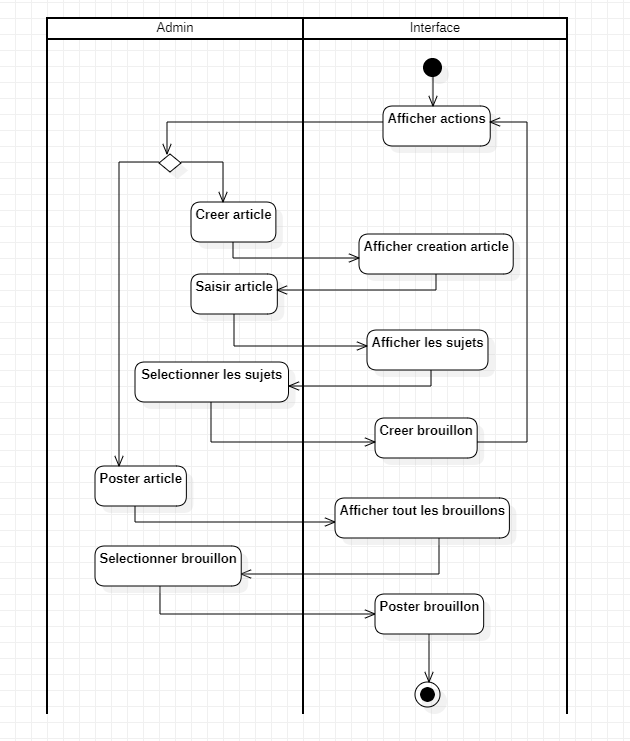 Admin
Interface
Afficher actions
Creer article
Afficher creation article
Saisir article
Afficher les sujets
Selectionner les sujets
Creer brouillon
Poster article
Afficher tout les brouillons
Selectionner brouillon
Poster brouillon